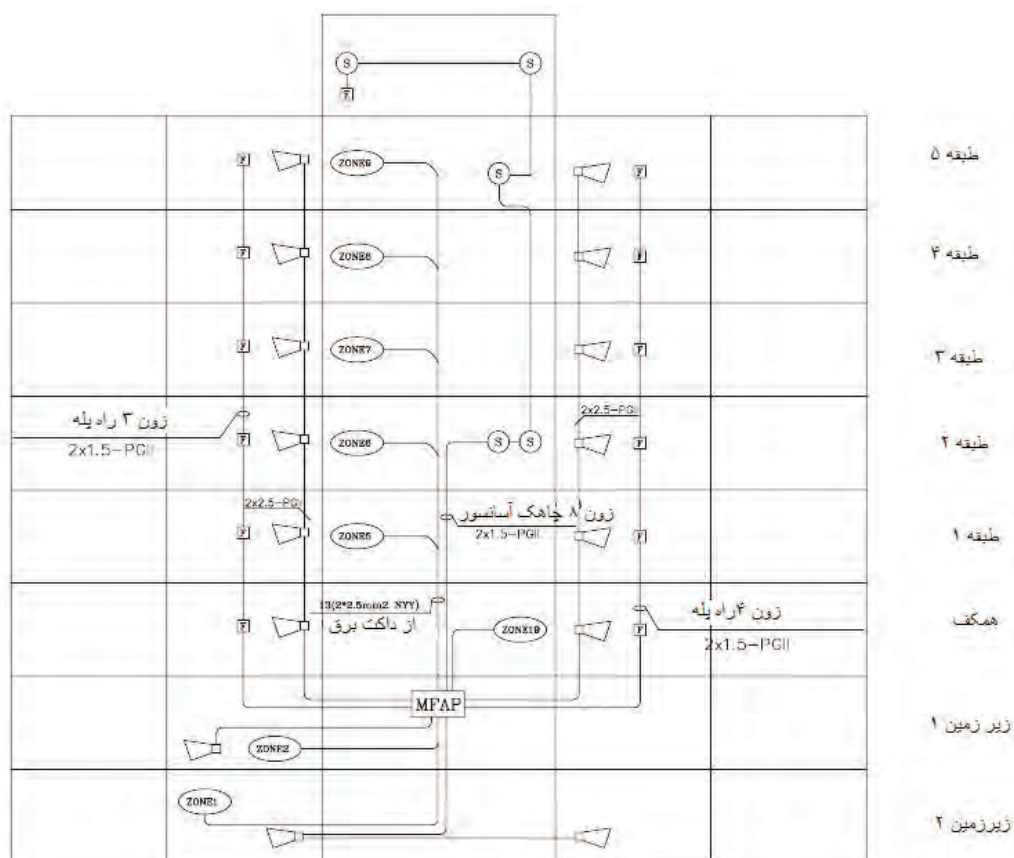 S S
F
F ZONE9 S F طبقه ۵
F ZONE8 F طبقه ۴
F ZONE7 F طبقه ۳
زون ۳ راه پله
2x1.5-PGII
2x2.5-PGII
F ZONE6 S S F طبقه ۲
2x2.5-PGII
زون ۸ چاهک آسانسور
2x1.5-PGII
F ZONE5 F طبقه ۱
13(2*2.5mm2 NYY)
از داکت برق
زون ۴ راه پله
2x1.5-PGII
F ZONE19 F همکف
MFAP
ZONE2 زیر زمین ۱
ZONE1
زیرزمین ۲